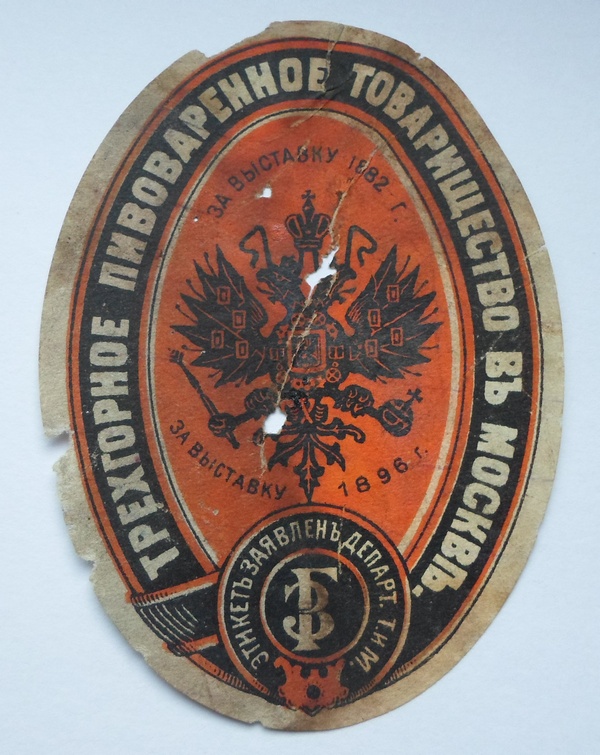 ТРЕХГОРНОЕ ПИВОВАРЕННОЕ ТОВАРИЩЕСТВО ВЪ МОСКВѢ.
ЗА ВЫСТАВКУ 1882 Г.
ЗА ВЫСТАВКУ 1896 г.
ЭТИКЕТЪ ЗАЯВЛЕНЪ ДЕПАРТ. Т. и М.